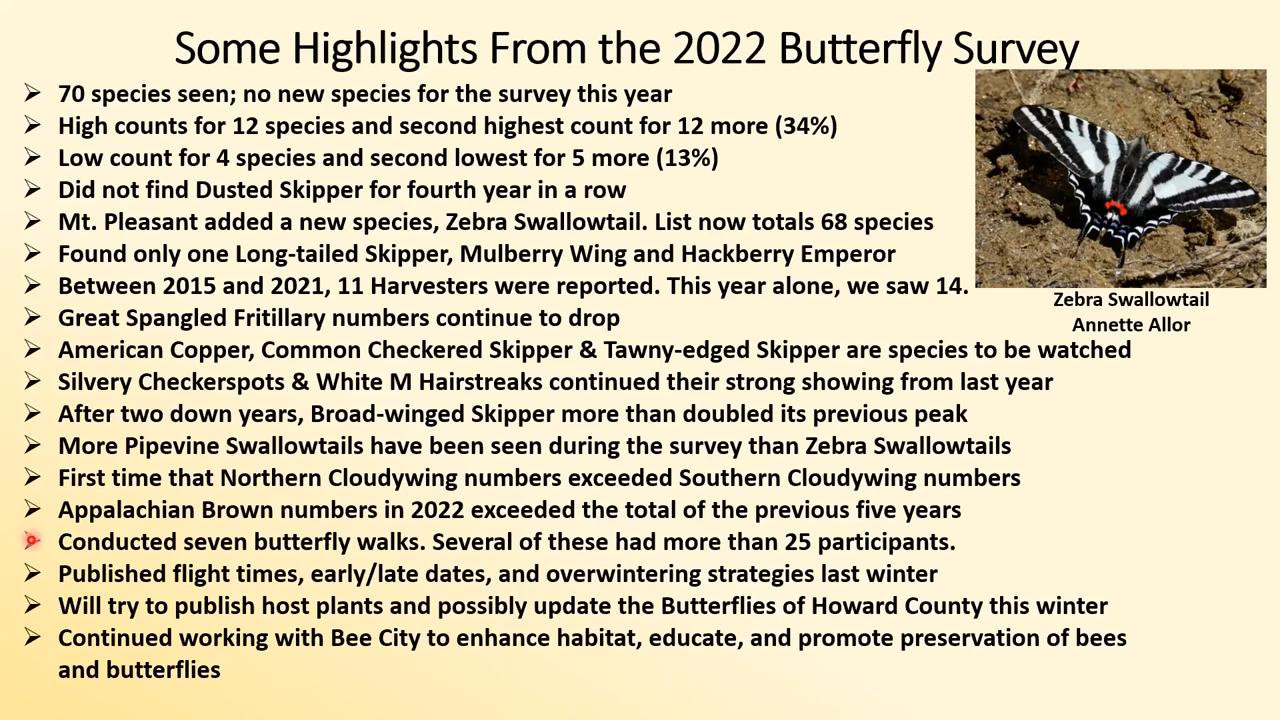 Some Highlights From the 2022 Butterfly Survey
70 species seen; no new species for the survey this year
High counts for 12 species and second highest count for 12 more (34%)
Low count for 4 species and second lowest for 5 more (13%)
Did not find Dusted Skipper for fourth year in a row
Mt. Pleasant added a new species, Zebra Swallowtail. List now totals 68 species
Found only one Long-tailed Skipper, Mulberry Wing and Hackberry Emperor
Between 2015 and 2021, 11 Harvesters were reported. This year alone, we saw 14.
Zebra Swallowtail
Annette Allor
Great Spangled Fritillary numbers continue to drop
American Copper, Common Checkered Skipper & Tawny-edged Skipper are species to be watched
Silvery Checkerspots & White M Hairstreaks continued their strong showing from last year
After two down years, Broad-winged Skipper more than doubled its previous peak
More Pipevine Swallowtails have been seen during the survey than Zebra Swallowtails
First time that Northern Cloudywing numbers exceeded Southern Cloudywing numbers
Appalachian Brown numbers in 2022 exceeded the total of the previous five years
Conducted seven butterfly walks. Several of these had more than 25 participants.
Published flight times, early/late dates, and overwintering strategies last winter
Will try to publish host plants and possibly update the Butterflies of Howard County this winter
Continued working with Bee City to enhance habitat, educate, and promote preservation of bees
and butterflies